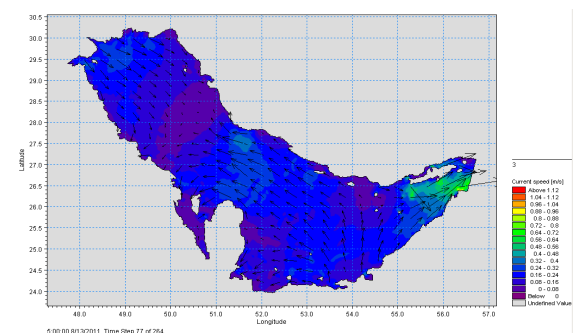 30.5
30.0
29.5
29.0
28.5
28.0
27.5
27.0
26.5
26.0
25.5
25.0
24.5
24.0
Latitude
48.0 49.0 50.0 51.0 52.0 53.0 54.0 55.0 56.0 57.0
Longitude
5:00:00 8/13/2011 Time Step 77 of 264
3
Current speed [m/s]
Above 1.12
1.04 - 1.12
0.96 - 1.04
0.88 - 0.96
0.8 - 0.88
0.72 - 0.8
0.64 - 0.72
0.56 - 0.64
0.48 - 0.56
0.4 - 0.48
0.32 - 0.4
0.24 - 0.32
0.16 - 0.24
0.08 - 0.16
0 - 0.08
Below 0
Undefined Value